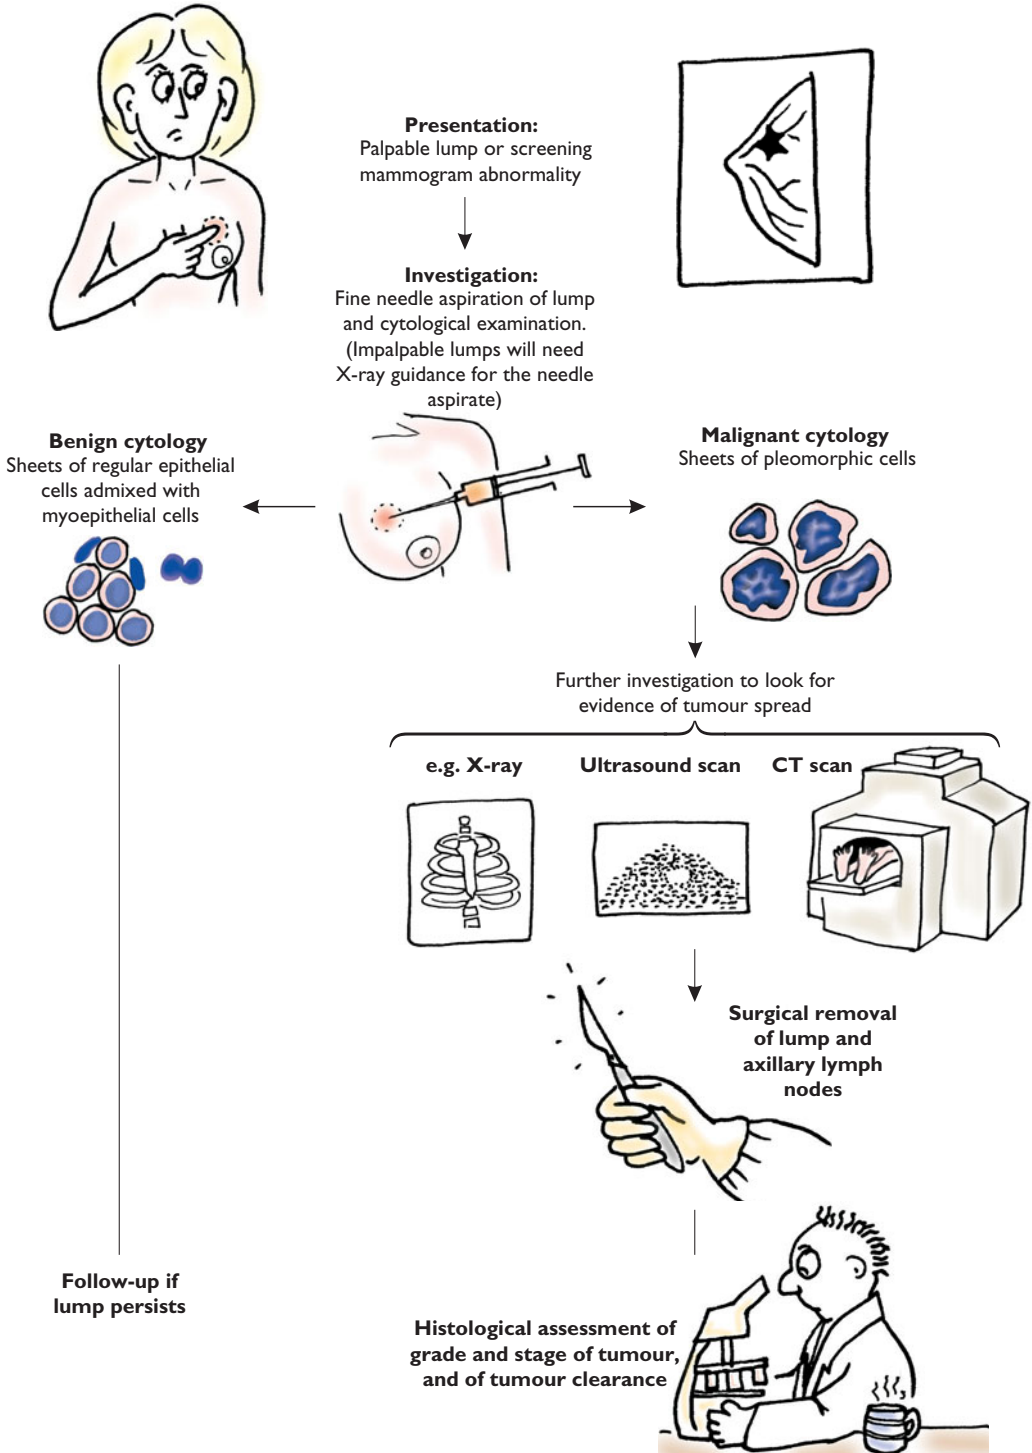 Presentation:
Palpable lump or screening
mammogram abnormality
Investigation:
Fine needle aspiration of lump
and cytological examination.
(Impalpable lumps will need
X-ray guidance for the needle
aspirate)
Benign cytology
Sheets of regular epithelial
cells admixed with
myoepithelial cells
Malignant cytology
Sheets of pleomorphic cells
Further investigation to look for
evidence of tumour spread
e.g. X-ray
Ultrasound scan
CT scan
Surgical removal
of lump and
axillary lymph
nodes
Follow-up if
lump persists
Histological assessment of
grade and stage of tumour,
and of tumour clearance